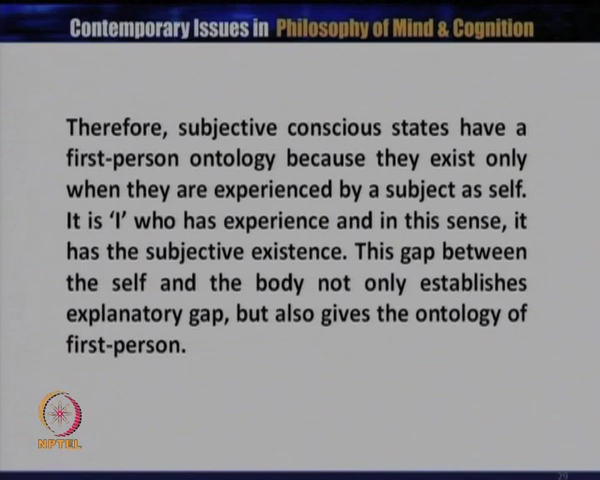 Contemporary Issues in Philosophy of Mind & Cognition
Therefore, subjective conscious states have a
first-person ontology because they exist only
when they are experienced by a subject as self.
It is ‘I’ who has experience and in this sense, it
has the subjective existence. This gap between
the self and the body not only establishes
explanatory gap, but also gives the ontology of
first-person.
NPTEL
29